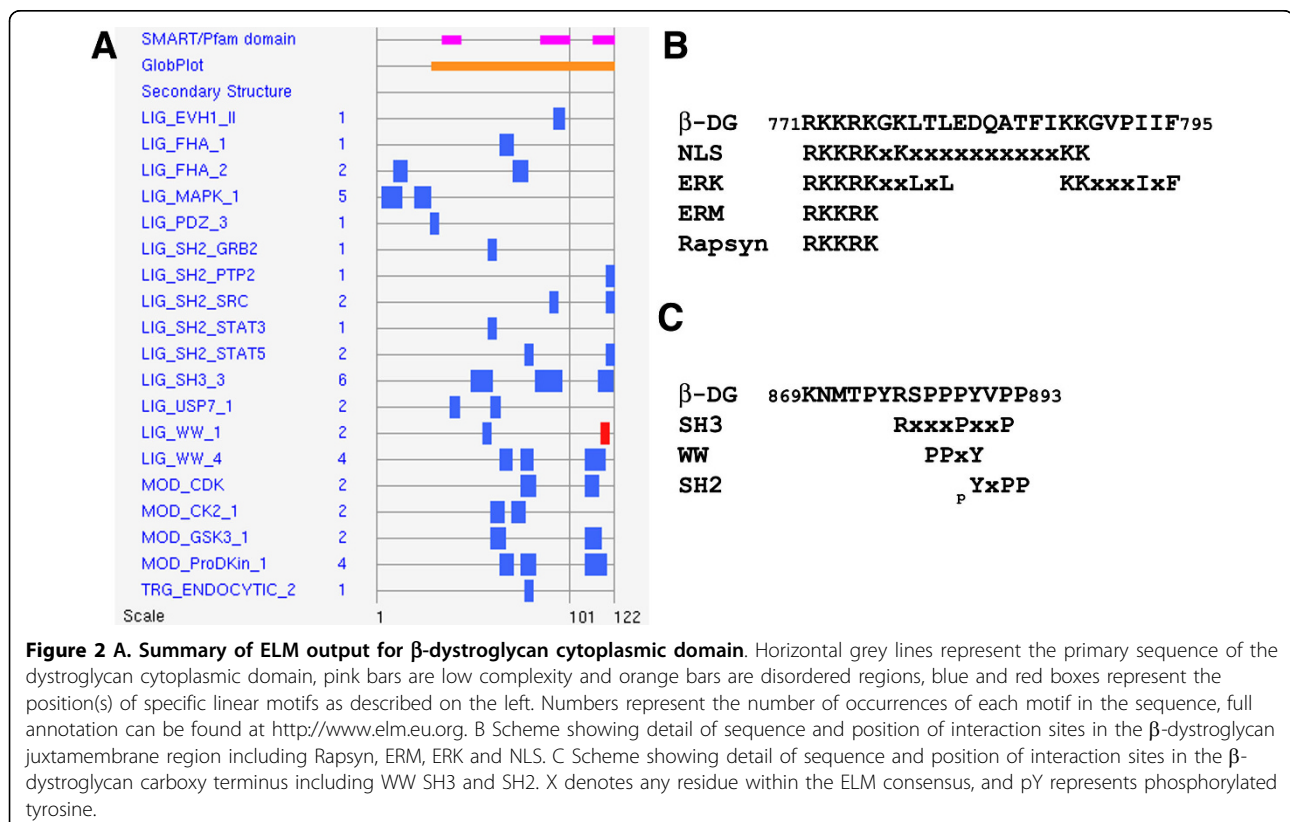 A
SMART/Pfam domain
GlobPlot
Secondary Structure
LIG_EVH1_II 1
LIG_FHA_1 1
LIG_FHA_2 2
LIG_MAPK_1 5
LIG_PDZ_3 1
LIG_SH2_GRB2 1
LIG_SH2_PTP2 1
LIG_SH2_SRC 2
LIG_SH2_STAT3 1
LIG_SH2_STAT5 2
LIG_SH3_3 6
LIG_USP7_1 2
LIG_WW_1 2
LIG_WW_4 4
MOD_CDK 2
MOD_CK2_1 2
MOD_GSK3_1 2
MOD_ProDKin_1 4
TRG_ENDOCYTIC_2 1
Scale 1 101 122
B
β-DG 771RKKRKGKLTLEDQATFIKKGVPIIF795
NLS RKKRKxKxxxxxxxxxxKK
ERK RKKRKxxLxL KKxxxIxF
ERM RKKRK
Rapsyn RKKRK
C
β-DG 869KNMTPYRSPPPYVPP893
SH3 RxxxPxxP
WW PPxY
SH2 pYxPP
Figure 2 A. Summary of ELM output for β-dystroglycan cytoplasmic domain. Horizontal grey lines represent the primary sequence of the
dystroglycan cytoplasmic domain, pink bars are low complexity and orange bars are disordered regions, blue and red boxes represent the
position(s) of specific linear motifs as described on the left. Numbers represent the number of occurrences of each motif in the sequence, full
annotation can be found at http://www.elm.eu.org. B Scheme showing detail of sequence and position of interaction sites in the β-dystroglycan
juxtamembrane region including Rapsyn, ERM, ERK and NLS. C Scheme showing detail of sequence and position of interaction sites in the β-
dystroglycan carboxy terminus including WW SH3 and SH2. X denotes any residue within the ELM consensus, and pY represents phosphorylated
tyrosine.